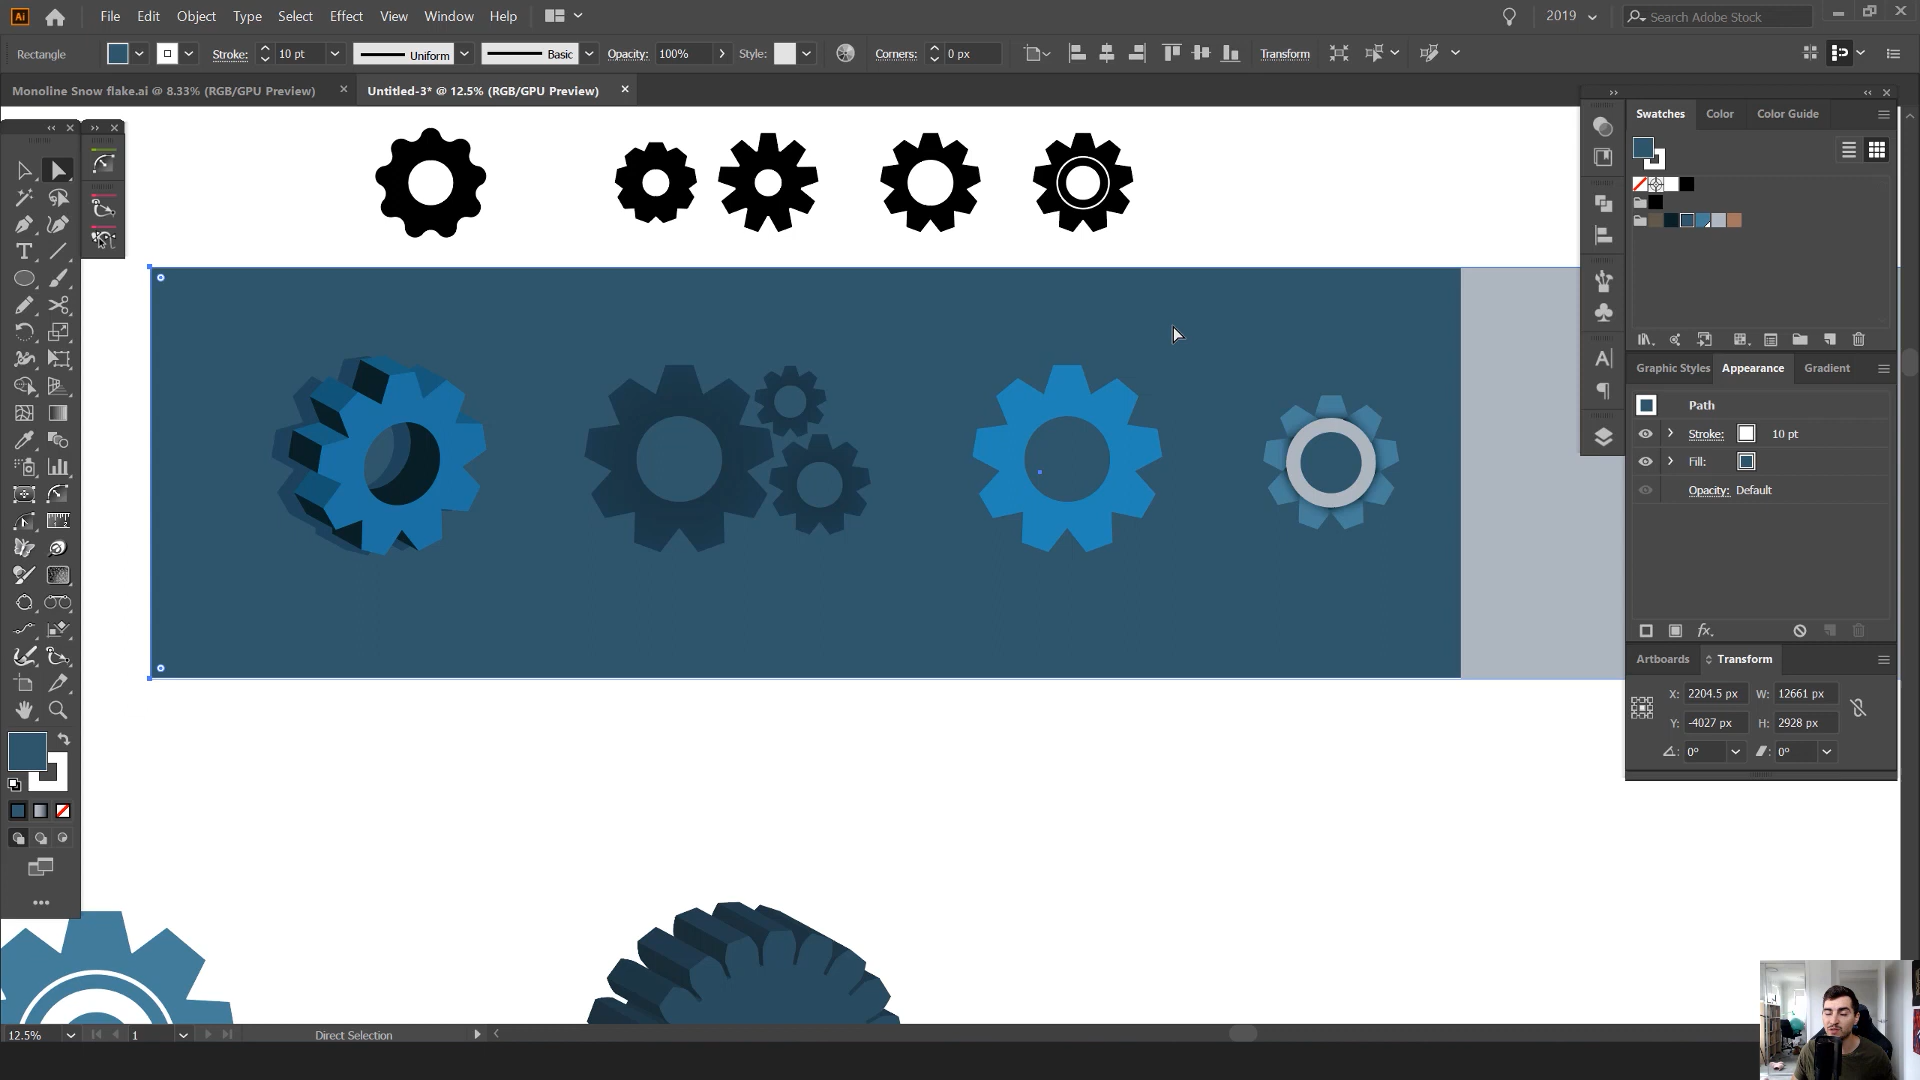 Ai File Edit Object Type Select Effect View Window Help 2019 Search Adobe Stock
Rectangle Stroke: 10 pt Uniform Basic Opacity: 100% Style: Corners: 0 px Transform
Monoline Snow flake.ai @ 8.33% (RGB/GPU Preview) Untitled-3* @ 12.5% (RGB/GPU Preview)
Swatches Color Color Guide
Graphic Styles Appearance Gradient
Path
Stroke: 10 pt
Fill:
Opacity: Default
fx.
Artboards Transform
X: 2204.5 px W: 12661 px
Y: -4027 px H: 2928 px
0° 0°
12.5% 1 Direct Selection